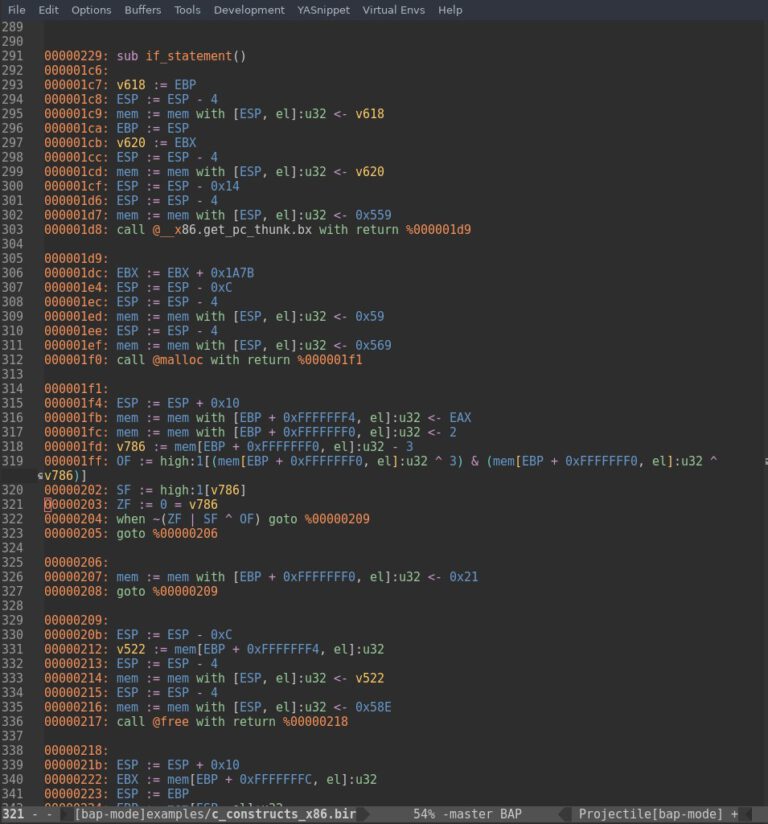 File Edit Options Buffers Tools Development YASnippet Virtual Envs Help
289
290
291 00000229: sub if_statement()
292 000001c6:
293 000001c7: v618 := EBP
294 000001c8: ESP := ESP - 4
295 000001c9: mem := mem with [ESP, el]:u32 <- v618
296 000001ca: EBP := ESP
297 000001cb: v620 := EBX
298 000001cc: ESP := ESP - 4
299 000001cd: mem := mem with [ESP, el]:u32 <- v620
300 000001cf: ESP := ESP - 0x14
301 000001d6: ESP := ESP - 4
302 000001d7: mem := mem with [ESP, el]:u32 <- 0x559
303 000001d8: call @__x86.get_pc_thunk.bx with return %000001d9
304
305 000001d9:
306 000001dc: EBX := EBX + 0x1A7B
307 000001e4: ESP := ESP - 0xC
308 000001ec: ESP := ESP - 4
309 000001ed: mem := mem with [ESP, el]:u32 <- 0x59
310 000001ee: ESP := ESP - 4
311 000001ef: mem := mem with [ESP, el]:u32 <- 0x569
312 000001f0: call @malloc with return %000001f1
313
314 000001f1:
315 000001f4: ESP := ESP + 0x10
316 000001fb: mem := mem with [EBP + 0xFFFFFFF4, el]:u32 <- EAX
317 000001fc: mem := mem with [EBP + 0xFFFFFFF0, el]:u32 <- 2
318 000001fd: v786 := mem[EBP + 0xFFFFFFF0, el]:u32 - 3
319 000001ff: OF := high:1[(mem[EBP + 0xFFFFFFF0, el]:u32 ^ 3) & (mem[EBP + 0xFFFFFFF0, el]:u32 ^
v786)]
320 00000202: SF := high:1[v786]
321 00000203: ZF := 0 = v786
322 00000204: when ~(ZF | SF ^ OF) goto %00000209
323 00000205: goto %00000206
324
325 00000206:
326 00000207: mem := mem with [EBP + 0xFFFFFFF0, el]:u32 <- 0x21
327 00000208: goto %00000209
328
329 00000209:
330 0000020b: ESP := ESP - 0xC
331 00000212: v522 := mem[EBP + 0xFFFFFFF4, el]:u32
332 00000213: ESP := ESP - 4
333 00000214: mem := mem with [ESP, el]:u32 <- v522
334 00000215: ESP := ESP - 4
335 00000216: mem := mem with [ESP, el]:u32 <- 0x58E
336 00000217: call @free with return %00000218
337
338 00000218:
339 0000021b: ESP := ESP + 0x10
340 00000222: EBX := mem[EBP + 0xFFFFFFFC, el]:u32
341 00000223: ESP := EBP
321 - - [bap-mode]examples/c_constructs_x86.bir 54% -master BAP Projectile[bap-mode] +